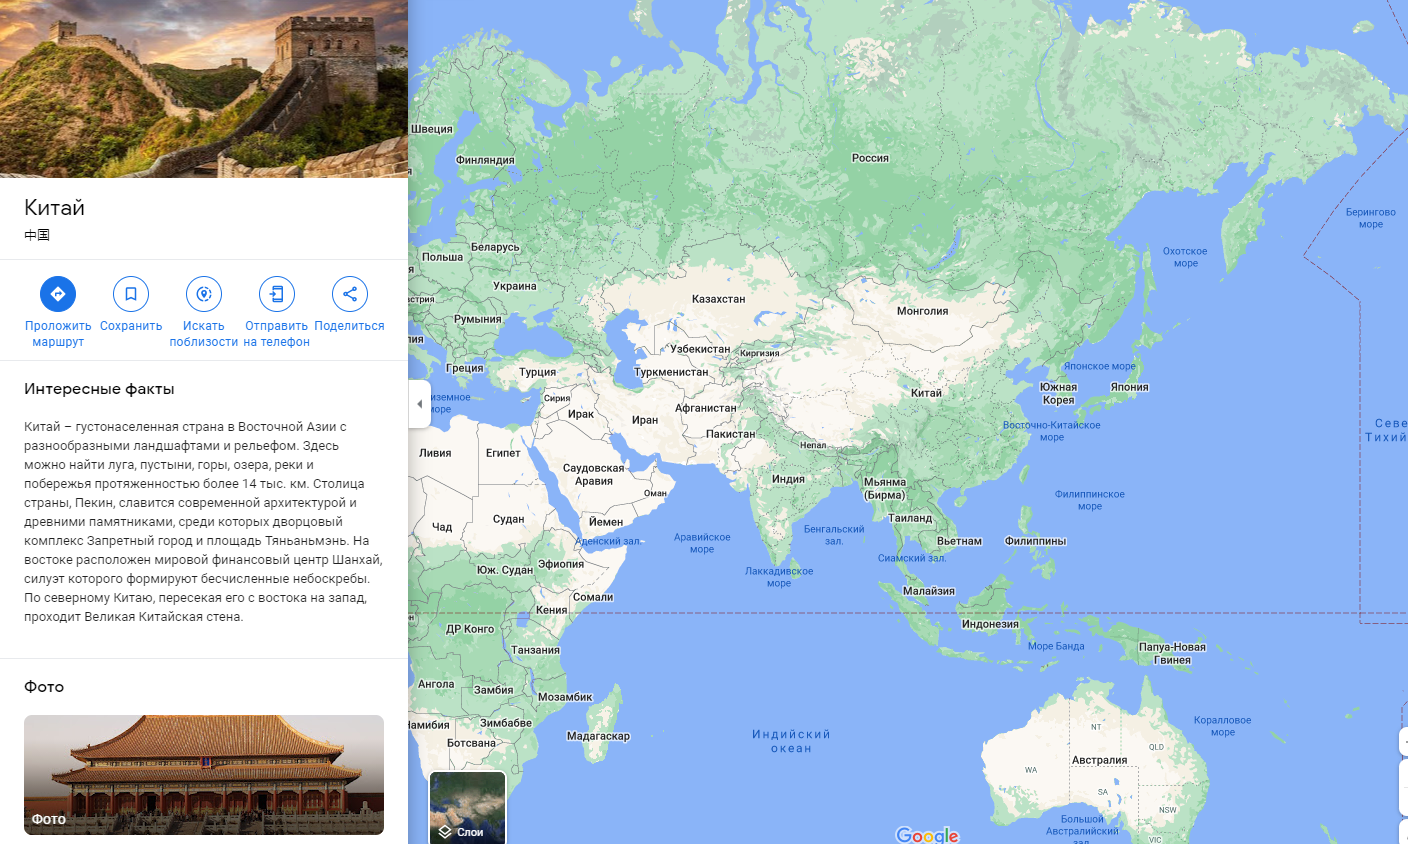 Китай
中国
Проложить
маршрут
Сохранить
Искать
поблизости
Отправить
на телефон
Поделиться
Интересные факты
Китай – густонаселенная страна в Восточной Азии с
разнообразными ландшафтами и рельефом. Здесь
можно найти луга, пустыни, горы, озера, реки и
побережья протяженностью более 14 тыс. км. Столица
страны, Пекин, славится современной архитектурой и
древними памятниками, среди которых дворцовый
комплекс Запретный город и площадь Тяньаньмэнь. На
востоке расположен мировой финансовый центр Шанхай,
силуэт которого формируют бесчисленные небоскребы.
По северному Китаю, пересекая его с востока на запад,
проходит Великая Китайская стена.
Фото
Фото
Швеция
Финляндия
Россия
Берингово
море
Охотское
море
Беларусь
Польша
Украина
Румыния
Казахстан
Монголия
Узбекистан
Киргизия
Греция
Турция
Туркменистан
Японское море
Южная
Корея
Япония
Китай
Сирия
Ирак
Иран
Афганистан
Пакистан
Непал
Восточно-Китайское
море
Ливия
Египет
Саудовская
Аравия
Оман
Индия
Мьянма
(Бирма)
Филиппинское
море
Чад
Судан
Йемен
Таиланд
Аденский зал.
Аравийское
море
Бенгальский
зал.
Вьетнам
Филиппины
Юж. Судан
Эфиопия
Сиамский зал.
Лаккадивское
море
Сомали
Малайзия
Кения
Индонезия
ДР Конго
Танзания
Море Банда
Папуа-Новая
Гвинея
Ангола
Замбия
Мозамбик
Зимбабве
Ботсвана
Мадагаскар
Индийский
океан
Коралловое
море
NT
QLD
WA
Австралия
SA
NSW
VIC
Большой
Австралийский
зал.
Слои
Google